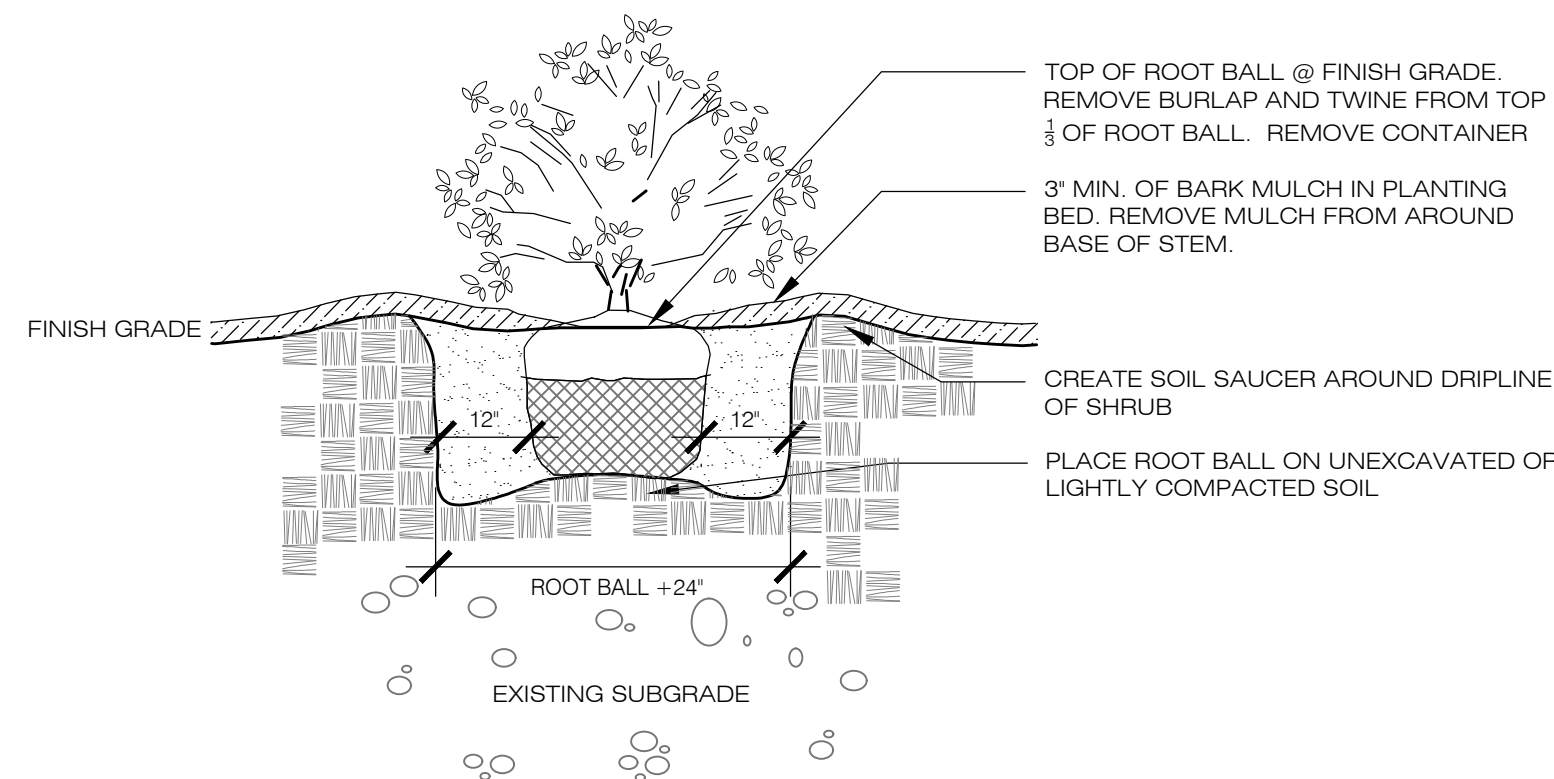 TOP OF ROOT BALL @ FINISH GRADE.
REMOVE BURLAP AND TWINE FROM TOP
1/3 OF ROOT BALL. REMOVE CONTAINER
3" MIN. OF BARK MULCH IN PLANTING
BED. REMOVE MULCH FROM AROUND
BASE OF STEM.
FINISH GRADE
CREATE SOIL SAUCER AROUND DRIPLINE
OF SHRUB
12"
12"
PLACE ROOT BALL ON UNEXCAVATED OR
LIGHTLY COMPACTED SOIL
ROOT BALL +24"
EXISTING SUBGRADE